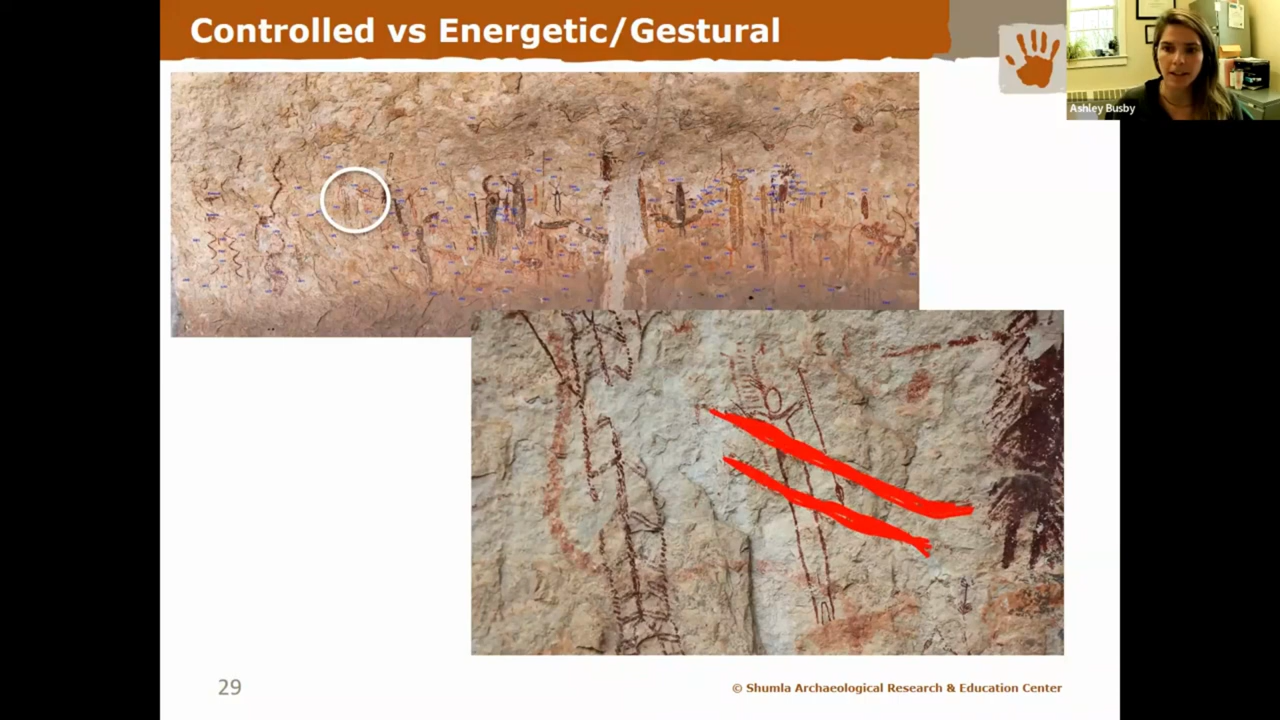 Controlled vs Energetic/Gestural
Ashley Busby
29
© Shumla Archaeological Research & Education Center